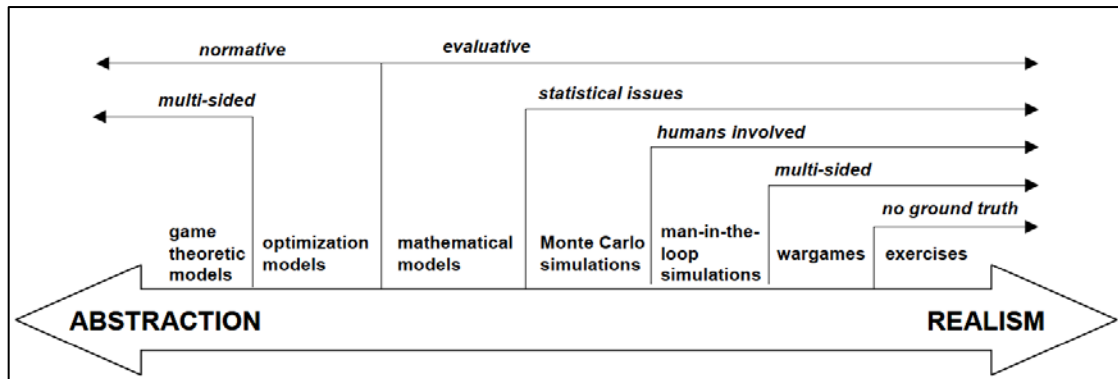 normative
evaluative
multi-sided
statistical issues
humans involved
multi-sided
no ground truth
game
theoretic
models
optimization
models
mathematical
models
Monte Carlo
simulations
man-in-the-
loop
simulations
wargames
exercises
ABSTRACTION
REALISM